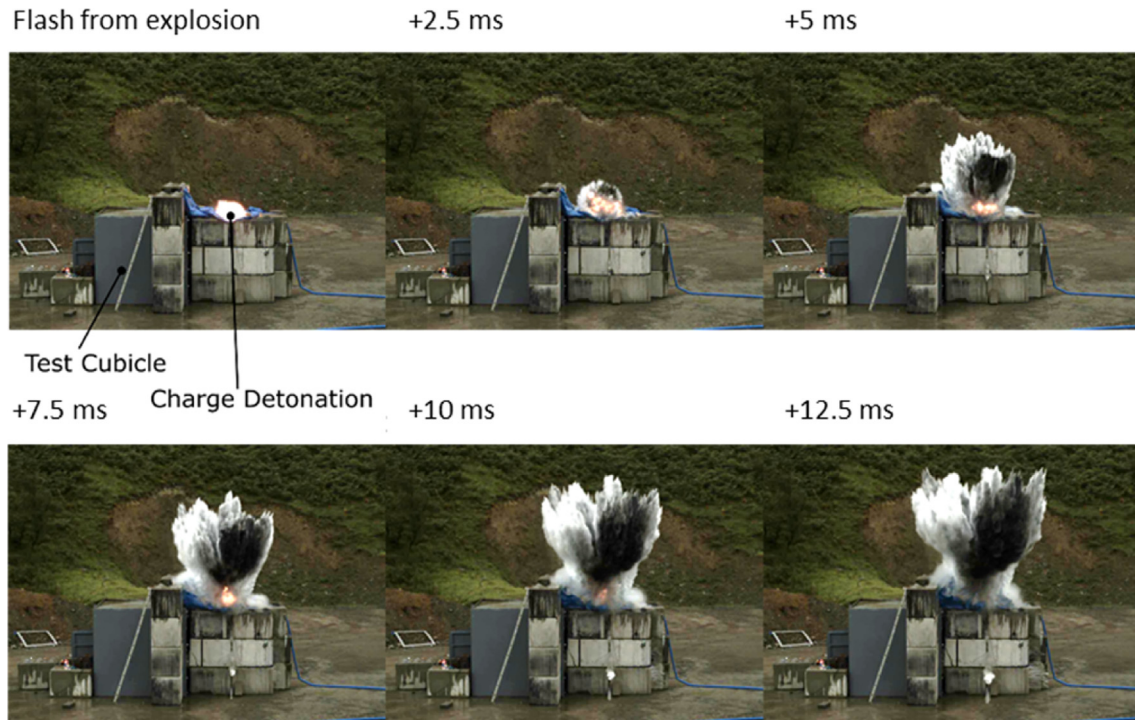 Flash from explosion
+2.5 ms
+5 ms
Test Cubicle
Charge Detonation
+7.5 ms
+10 ms
+12.5 ms